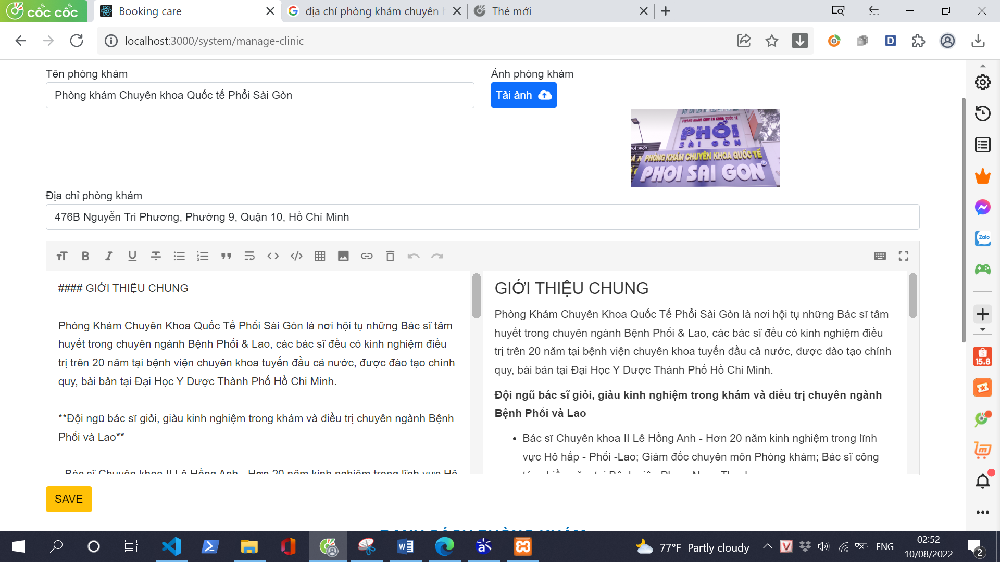 cốc cốc
Booking care
địa chỉ phòng khám chuyên
Thẻ mới
localhost:3000/system/manage-clinic
Tên phòng khám
Ảnh phòng khám
Phòng khám Chuyên khoa Quốc tế Phổi Sài Gòn
Tải ảnh
PHÒNG KHÁM CHUYÊN KHOA QUỐC TẾ
PHỔI
SÀI GÒN
HÀ NỘI
PHÒNG KHÁM CHUYÊN KHOA QUỐC TẾ
PHOI SAI GON
Địa chỉ phòng khám
476B Nguyễn Tri Phương, Phường 9, Quận 10, Hồ Chí Minh
#### GIỚI THIỆU CHUNG
Phòng Khám Chuyên Khoa Quốc Tế Phổi Sài Gòn là nơi hội tụ những Bác sĩ tâm
huyết trong chuyên ngành Bệnh Phổi & Lao, các bác sĩ đều có kinh nghiệm điều
trị trên 20 năm tại bệnh viện chuyên khoa tuyến đầu cả nước, được đào tạo chính
quy, bài bản tại Đại Học Y Dược Thành Phố Hồ Chi Minh.
**Đội ngũ bác sĩ giỏi, giàu kinh nghiệm trong khám và điều trị chuyên ngành Bệnh
Phổi và Lao**
- Bác sĩ Chuyên khoa II Lê Hồng Anh - Hơn 20 năm kinh nghiệm trong lĩnh vực Hô
GIỚI THIỆU CHUNG
Phòng Khám Chuyên Khoa Quốc Tế Phổi Sài Gòn là nơi hội tụ những Bác sĩ tâm
huyết trong chuyên ngành Bệnh Phổi & Lao, các bác sĩ đều có kinh nghiệm điều
trị trên 20 năm tại bệnh viện chuyên khoa tuyến đầu cả nước, được đào tạo chính
quy, bài bản tại Đại Học Y Dược Thành Phố Hồ Chi Minh.
Đội ngũ bác sĩ giỏi, giàu kinh nghiệm trong khám và điều trị chuyên ngành
Bệnh Phổi và Lao
• Bác sĩ Chuyên khoa II Lê Hồng Anh - Hơn 20 năm kinh nghiệm trong lĩnh
vực Hô hấp - Phổi -Lao; Giám đốc chuyên môn Phòng khám; Bác sĩ công
SAVE
DANH SÁCH PHÒNG KHÁM
Zalo
15.8
77°F Partly cloudy
ENG
02:52
10/08/2022
2